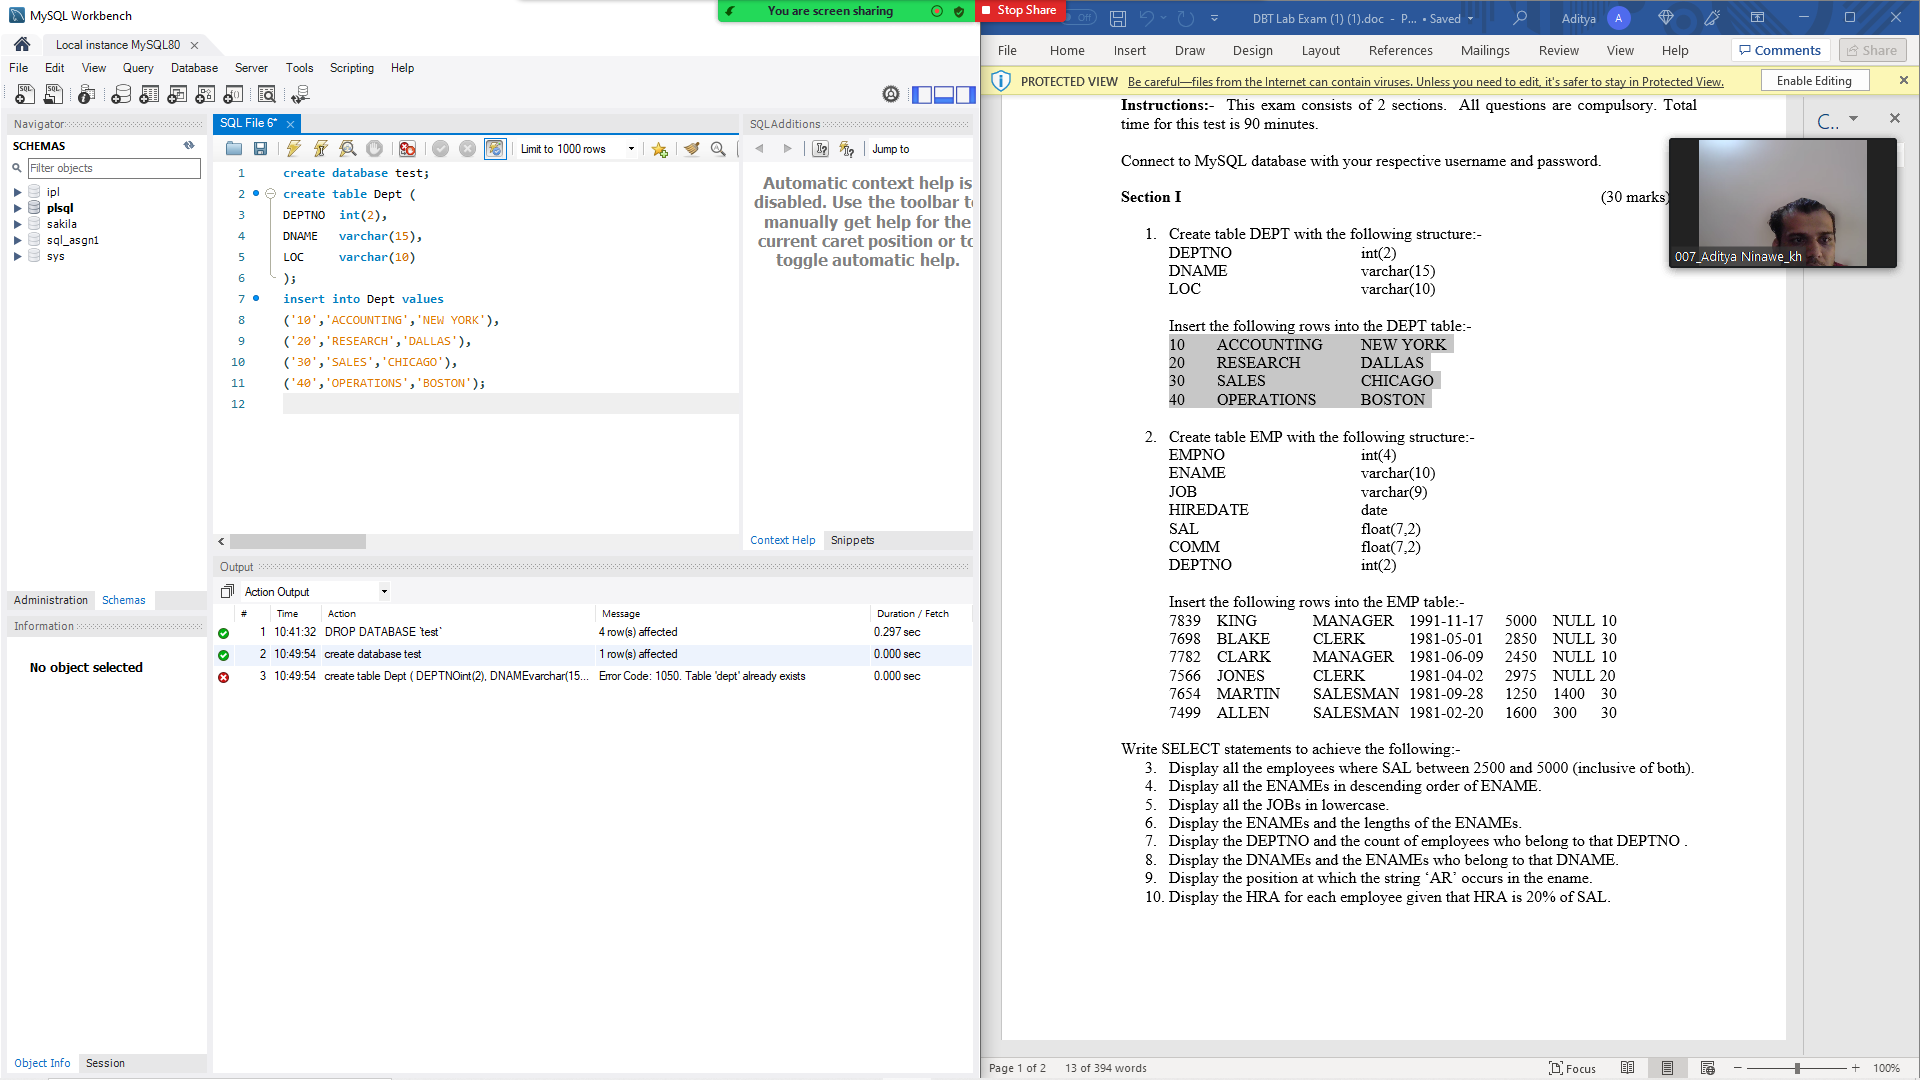 MySQL Workbench
Local instance MySQL80
File Edit View Query Database Server Tools Scripting Help
Navigator
SCHEMAS
Filter objects
ipl
plsql
sakila
sql_asgn1
sys
Administration Schemas
Information
No object selected
Object Info Session
SQL File 6*
Limit to 1000 rows
1 create database test;
2 create table Dept (
3 DEPTNO int(2),
4 DNAME varchar(15),
5 LOC varchar(10)
6 );
7 insert into Dept values
8 ('10','ACCOUNTING','NEW YORK'),
9 ('20','RESEARCH','DALLAS'),
10 ('30','SALES','CHICAGO'),
11 ('40','OPERATIONS','BOSTON');
12
SQLAdditions
Jump to
Automatic context help is
disabled. Use the toolbar t
manually get help for the
current caret position or to
toggle automatic help.
Context Help Snippets
Output
Action Output
# Time Action Message Duration / Fetch
1 10:41:32 DROP DATABASE `test` 4 row(s) affected 0.297 sec
2 10:49:54 create database test 1 row(s) affected 0.000 sec
3 10:49:54 create table Dept ( DEPTNOint(2), DNAMEvarchar(15... Error Code: 1050. Table 'dept' already exists 0.000 sec
You are screen sharing Stop Share
Off DBT Lab Exam (1) (1).doc - P... • Saved Aditya A
File Home Insert Draw Design Layout References Mailings Review View Help Comments Share
PROTECTED VIEW Be careful—files from the Internet can contain viruses. Unless you need to edit, it's safer to stay in Protected View. Enable Editing
Instructions:- This exam consists of 2 sections. All questions are compulsory. Total
time for this test is 90 minutes.
Connect to MySQL database with your respective username and password.
Section I (30 marks)
1. Create table DEPT with the following structure:-
DEPTNO int(2)
DNAME varchar(15)
LOC varchar(10)
Insert the following rows into the DEPT table:-
10 ACCOUNTING NEW YORK
20 RESEARCH DALLAS
30 SALES CHICAGO
40 OPERATIONS BOSTON
2. Create table EMP with the following structure:-
EMPNO int(4)
ENAME varchar(10)
JOB varchar(9)
HIREDATE date
SAL float(7,2)
COMM float(7,2)
DEPTNO int(2)
Insert the following rows into the EMP table:-
7839 KING MANAGER 1991-11-17 5000 NULL 10
7698 BLAKE CLERK 1981-05-01 2850 NULL 30
7782 CLARK MANAGER 1981-06-09 2450 NULL 10
7566 JONES CLERK 1981-04-02 2975 NULL 20
7654 MARTIN SALESMAN 1981-09-28 1250 1400 30
7499 ALLEN SALESMAN 1981-02-20 1600 300 30
Write SELECT statements to achieve the following:-
3. Display all the employees where SAL between 2500 and 5000 (inclusive of both).
4. Display all the ENAMEs in descending order of ENAME.
5. Display all the JOBs in lowercase.
6. Display the ENAMEs and the lengths of the ENAMEs.
7. Display the DEPTNO and the count of employees who belong to that DEPTNO .
8. Display the DNAMEs and the ENAMEs who belong to that DNAME.
9. Display the position at which the string ‘AR’ occurs in the ename.
10. Display the HRA for each employee given that HRA is 20% of SAL.
C...
007_Aditya Ninawe_kh
Page 1 of 2 13 of 394 words Focus 100%